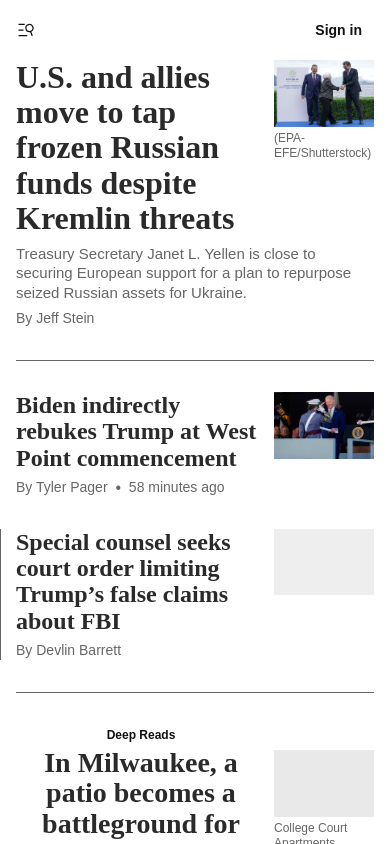 Sign in
U.S. and allies
move to tap
frozen Russian
funds despite
Kremlin threats
(EPA-
EFE/Shutterstock)
Treasury Secretary Janet L. Yellen is close to
securing European support for a plan to repurpose
seized Russian assets for Ukraine.
By Jeff Stein
Biden indirectly
rebukes Trump at West
Point commencement
By Tyler Pager • 58 minutes ago
Special counsel seeks
court order limiting
Trump’s false claims
about FBI
By Devlin Barrett
Deep Reads
In Milwaukee, a
patio becomes a
battleground for
College Court
Apartments